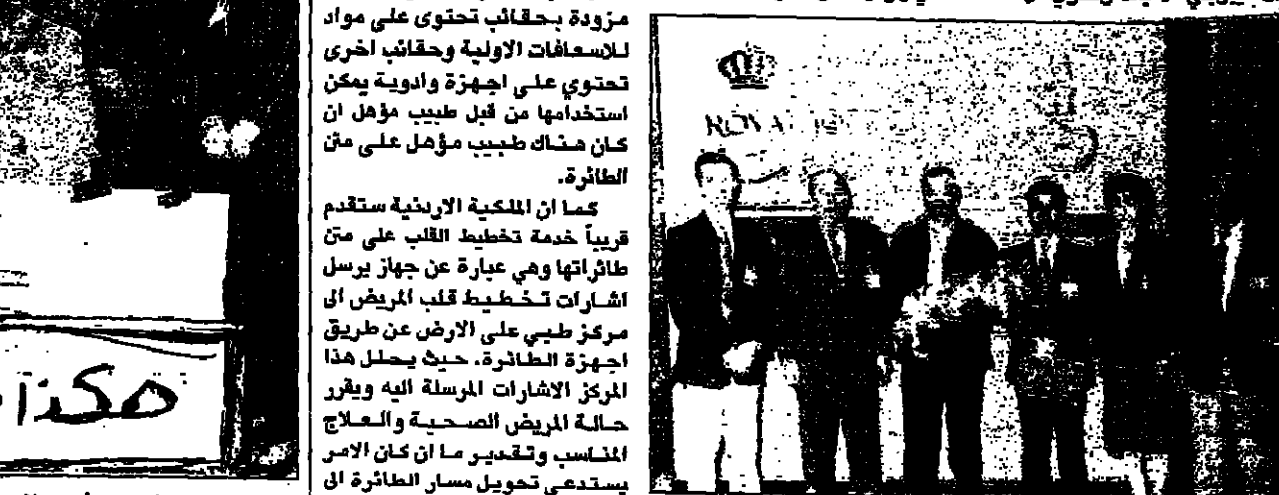 مزودة بحقائب تحتوى على مواد
للاسعافات الاولية وحقائب اخرى
تحتوي على اجهزة وادوية يمكن
استخدامها من قبل طبيب مؤهل ان
كان هناك طبيب مؤهل على متن
الطائرة.
كما ان الملكية الاردنية ستقدم
قريباً خدمة تخطيط القلب على متن
طائراتها وهي عبارة عن جهاز يرسل
اشارات تخطيط قلب المريض الى
مركز طبي على الارض عن طريق
اجهزة الطائرة. حيث يحلل هذا
المركز الاشارات المرسلة اليه ويقرر
حالة المريض الصحية والعلاج
المناسب وتقدير ما ان كان الامر
يستدعي تحويل مسار الطائرة الى